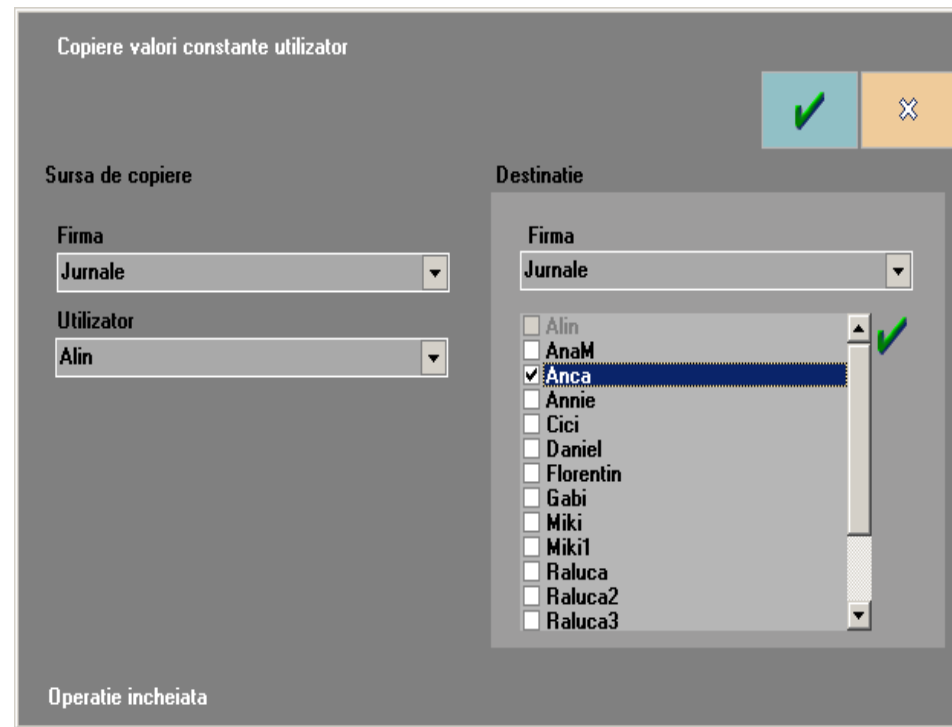 Copiere valori constante utilizator
Sursa de copiere
Firma
Jurnale
Utilizator
Alin
Destinatie
Firma
Jurnale
Alin
AnaM
Anca
Annie
Cici
Daniel
Florentin
Gabi
Miki
Miki1
Raluca
Raluca2
Raluca3
Operatie incheiata